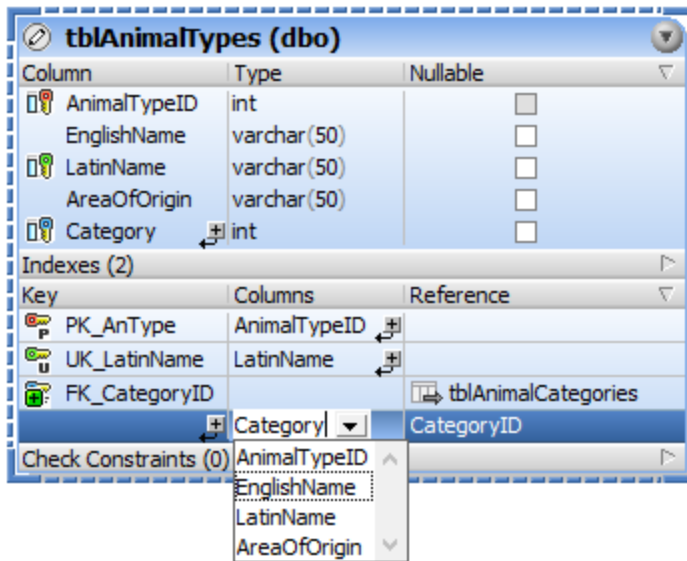 tblAnimalTypes (dbo)
Column Type Nullable
AnimalTypeID int
EnglishName varchar(50)
LatinName varchar(50)
AreaOfOrigin varchar(50)
Category int
Indexes (2)
Key Columns Reference
P PK_AnType AnimalTypeID
U UK_LatinName LatinName
FK_CategoryID tblAnimalCategories
Category CategoryID
Check Constraints (0)
AnimalTypeID
EnglishName
LatinName
AreaOfOrigin